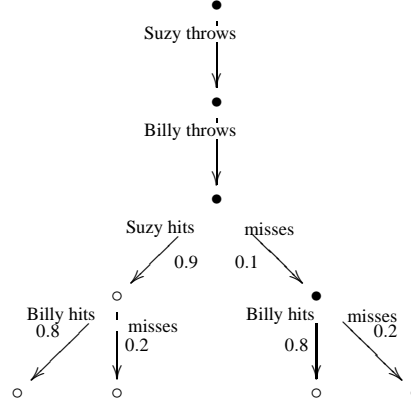 Suzy throws
Billy throws
Suzy hits
misses
0.9
0.1
Billy hits
misses
0.8
0.2
Billy hits
misses
0.8
0.2